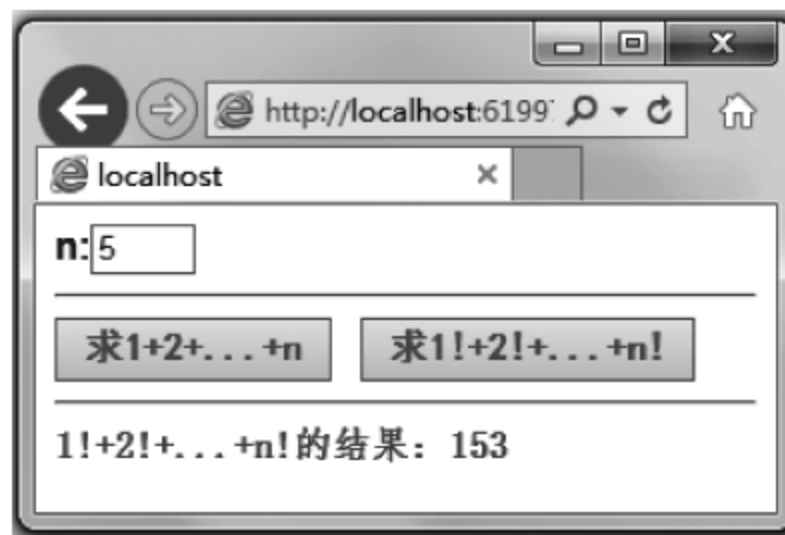 http://localhost:6199
localhost
n:5
求1+2+...+n 求1!+2!+...+n!
1!+2!+...+n!的结果：153